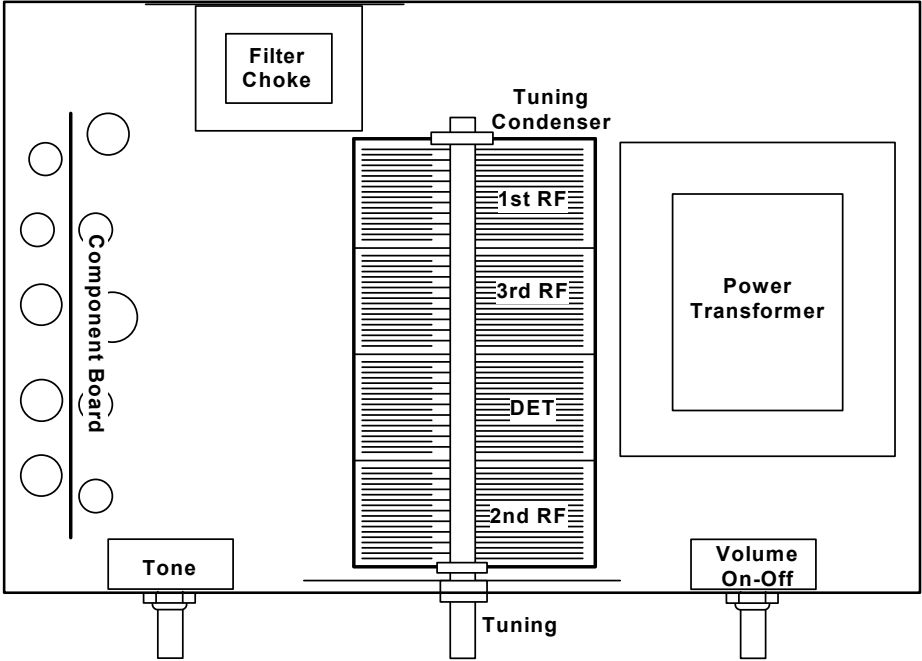 Filter
Choke
Tuning
Condenser
1st RF
3rd RF
Power
Transformer
Component Board
DET
2nd RF
Tone
Volume
On-Off
Tuning